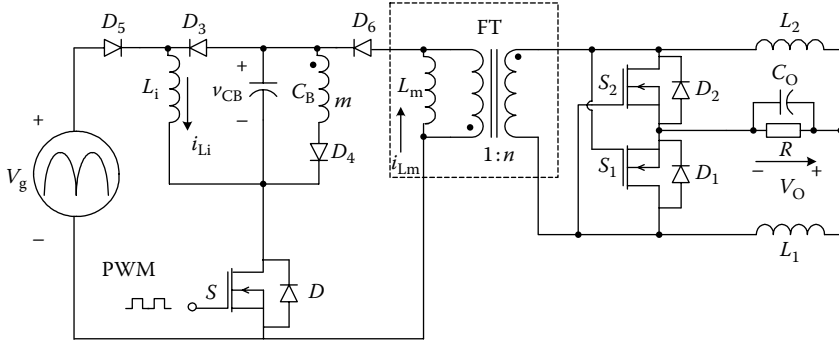 D5
D3
D6
FT
L2
+
Li
vCB
CB
m
Lm
S2
D2
CO
+
−
iLi
D4
iLm
1:n
S1
D1
R
− +
VO
Vg
−
PWM
S
D
L1